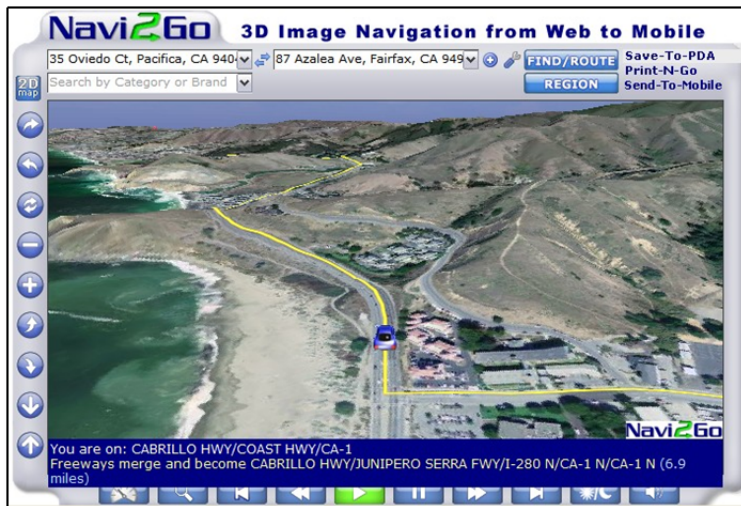 Navi2Go 3D Image Navigation from Web to Mobile
35 Oviedo Ct, Pacifica, CA 940 87 Azalea Ave, Fairfax, CA 949 FIND/ROUTE Save-To-PDA
Print-N-Go
Search by Category or Brand REGION Send-To-Mobile
2D
map
Navi2Go
You are on: CABRILLO HWY/COAST HWY/CA-1
Freeways merge and become CABRILLO HWY/JUNIPERO SERRA FWY/I-280 N/CA-1 N/CA-1 N (6.9
miles)